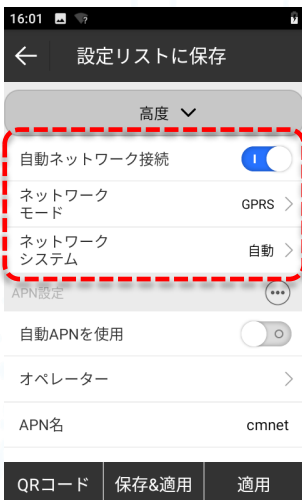 16:01
設定リストに保存
高度
自動ネットワーク接続
ネットワーク
モード
GPRS
ネットワーク
システム
自動
APN設定
自動APNを使用
オペレーター
APN名
cmnet
QRコード
保存&適用
適用